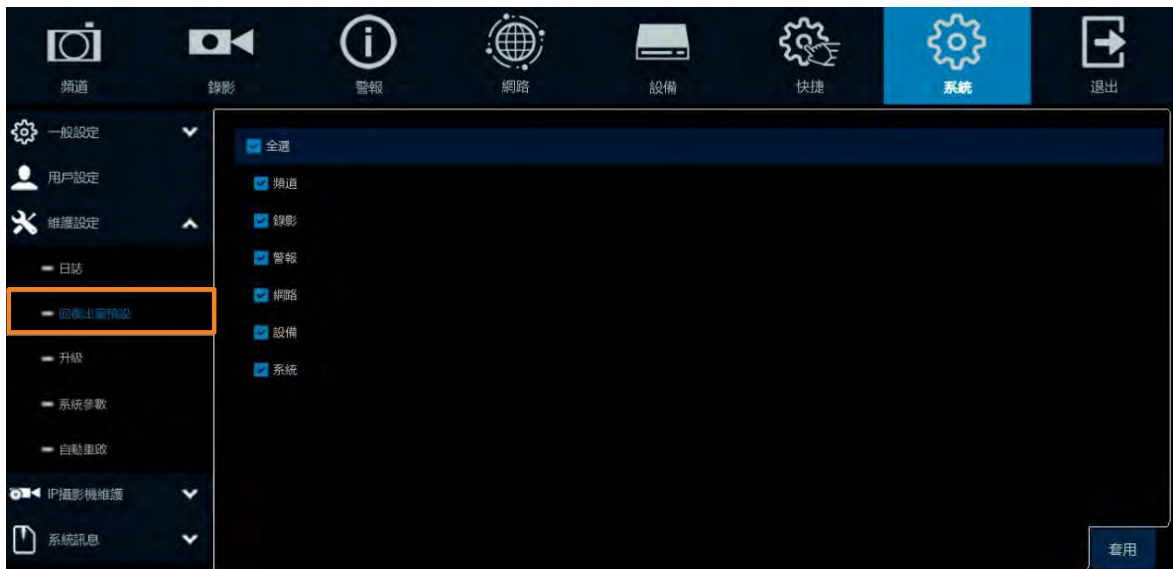 頻道
錄影
警報
網路
設備
快捷
系統
退出
一般設定
用戶設定
維護設定
日誌
回復出廠預設
升級
系統參數
自動重啟
IP攝影機維護
系統訊息
全選
頻道
錄影
警報
網路
設備
系統
套用